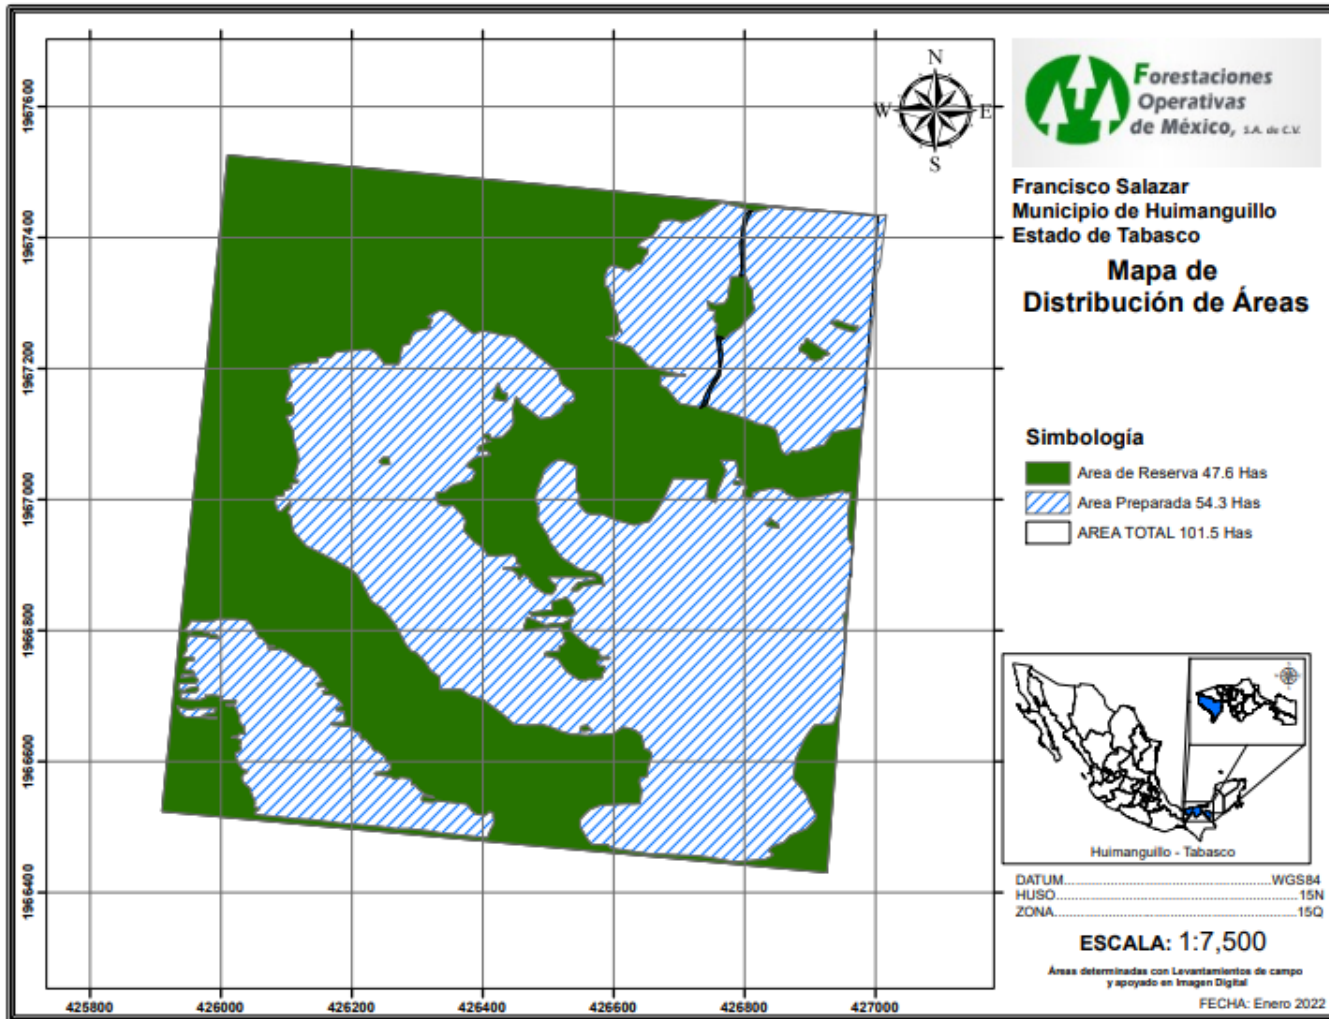 N
W
E
S
Forestaciones
Operativas
de México, S.A. de C.V.
Francisco Salazar
Municipio de Huimanguillo
Estado de Tabasco
Mapa de
Distribución de Áreas
Simbología
Area de Reserva 47.6 Has
Area Preparada 54.3 Has
AREA TOTAL 101.5 Has
Huimanguillo - Tabasco
DATUM........................................WGS84
HUSO...............................................15N
ZONA...............................................15Q
ESCALA: 1:7,500
Áreas determinadas con Levantamientos de campo
y apoyado en Imagen Digital
FECHA: Enero 2022
1967600
1967400
1967200
1967000
1966800
1966600
1966400
425800
426000
426200
426400
426600
426800
427000